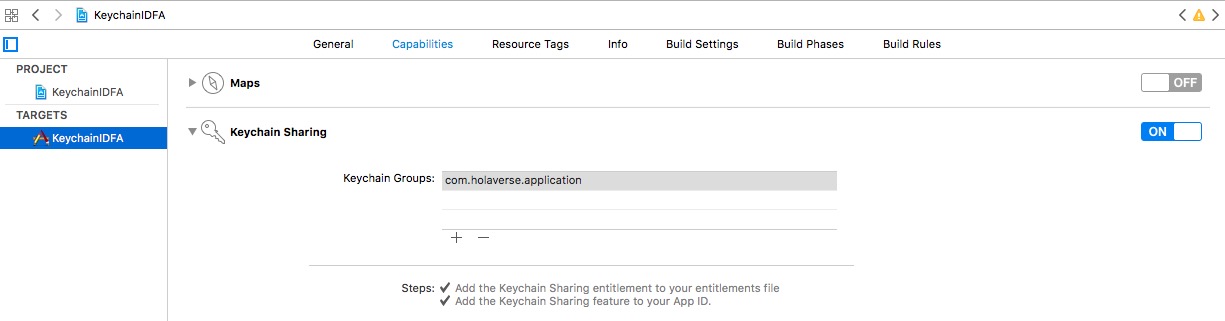 KeychainIDFA
General Capabilities Resource Tags Info Build Settings Build Phases Build Rules
PROJECT
KeychainIDFA
TARGETS
KeychainIDFA
Maps
OFF
Keychain Sharing
ON
Keychain Groups: com.holaverse.application
Steps: ✔ Add the Keychain Sharing entitlement to your entitlements file
✔ Add the Keychain Sharing feature to your App ID.